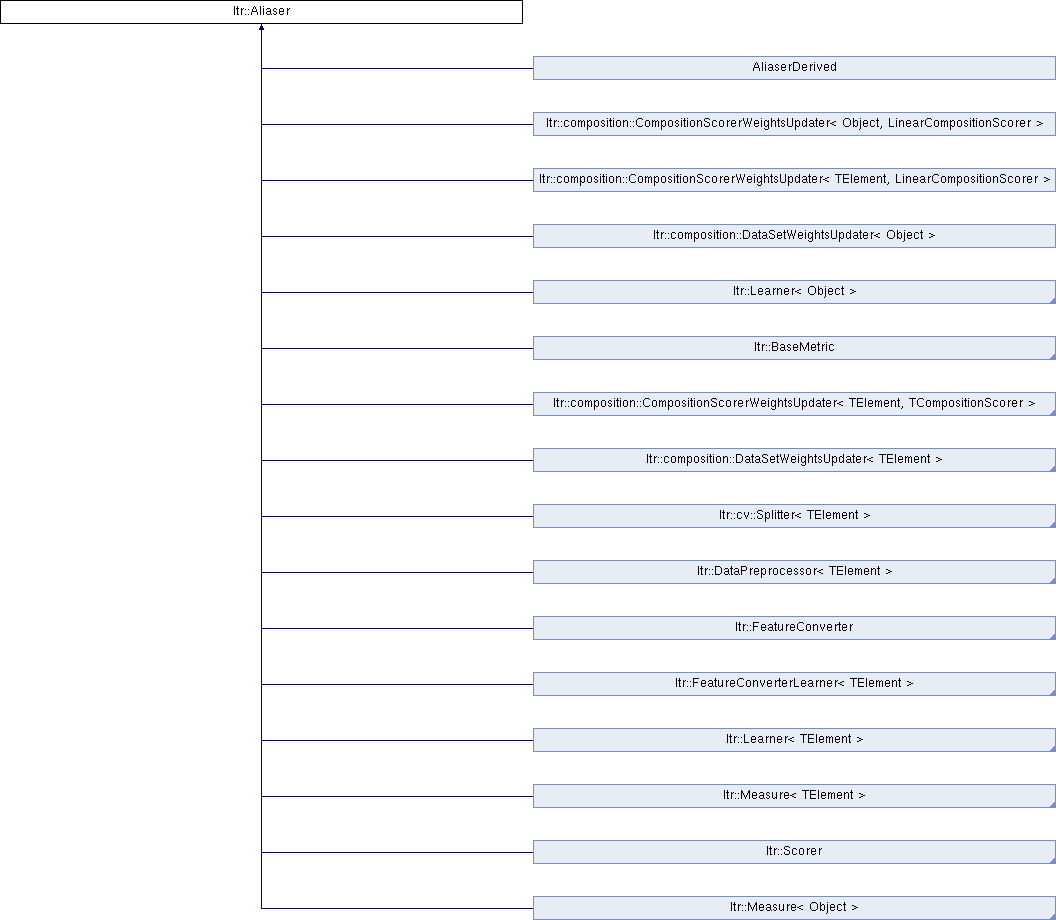 ltr::Aliaser
AliaserDerived
ltr::composition::CompositionScorerWeightsUpdater< Object, LinearCompositionScorer >
ltr::composition::CompositionScorerWeightsUpdater< TElement, LinearCompositionScorer >
ltr::composition::DataSetWeightsUpdater< Object >
ltr::Learner< Object >
ltr::BaseMetric
ltr::composition::CompositionScorerWeightsUpdater< TElement, TCompositionScorer >
ltr::composition::DataSetWeightsUpdater< TElement >
ltr::cv::Splitter< TElement >
ltr::DataPreprocessor< TElement >
ltr::FeatureConverter
ltr::FeatureConverterLearner< TElement >
ltr::Learner< TElement >
ltr::Measure< TElement >
ltr::Scorer
ltr::Measure< Object >